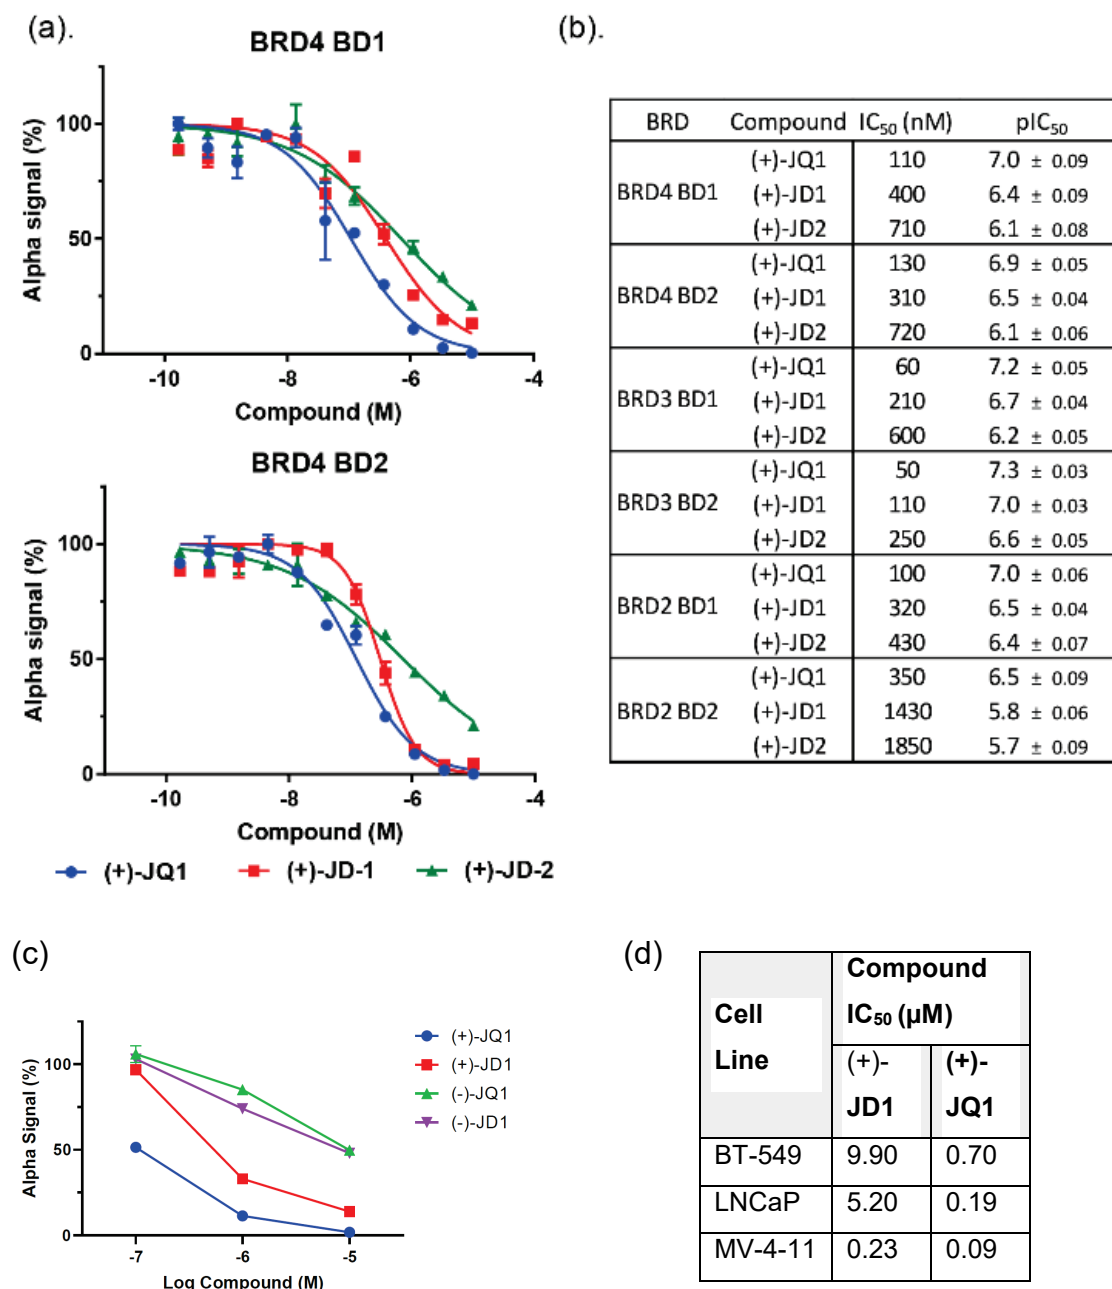 (a).
BRD4 BD1
Alpha signal (%)
100
50
0
-10 -8 -6 -4
Compound (M)
BRD4 BD2
Alpha signal (%)
100
50
0
-10 -8 -6 -4
Compound (M)
(+)-JQ1 (+)-JD-1 (+)-JD-2
(b).
BRD Compound IC50 (nM) pIC50
BRD4 BD1
(+)-JQ1 110 7.0 ± 0.09
(+)-JD1 400 6.4 ± 0.09
(+)-JD2 710 6.1 ± 0.08
BRD4 BD2
(+)-JQ1 130 6.9 ± 0.05
(+)-JD1 310 6.5 ± 0.04
(+)-JD2 720 6.1 ± 0.06
BRD3 BD1
(+)-JQ1 60 7.2 ± 0.05
(+)-JD1 210 6.7 ± 0.04
(+)-JD2 600 6.2 ± 0.05
BRD3 BD2
(+)-JQ1 50 7.3 ± 0.03
(+)-JD1 110 7.0 ± 0.03
(+)-JD2 250 6.6 ± 0.05
BRD2 BD1
(+)-JQ1 100 7.0 ± 0.06
(+)-JD1 320 6.5 ± 0.04
(+)-JD2 430 6.4 ± 0.07
BRD2 BD2
(+)-JQ1 350 6.5 ± 0.09
(+)-JD1 1430 5.8 ± 0.06
(+)-JD2 1850 5.7 ± 0.09
(c)
Alpha Signal (%)
100
50
0
-7 -6 -5
Log Compound (M)
(+)-JQ1
(+)-JD1
(-)-JQ1
(-)-JD1
(d)
Cell
Line
Compound
IC50 (µM)
(+)-
JD1
(+)-
JQ1
BT-549 9.90 0.70
LNCaP 5.20 0.19
MV-4-11 0.23 0.09